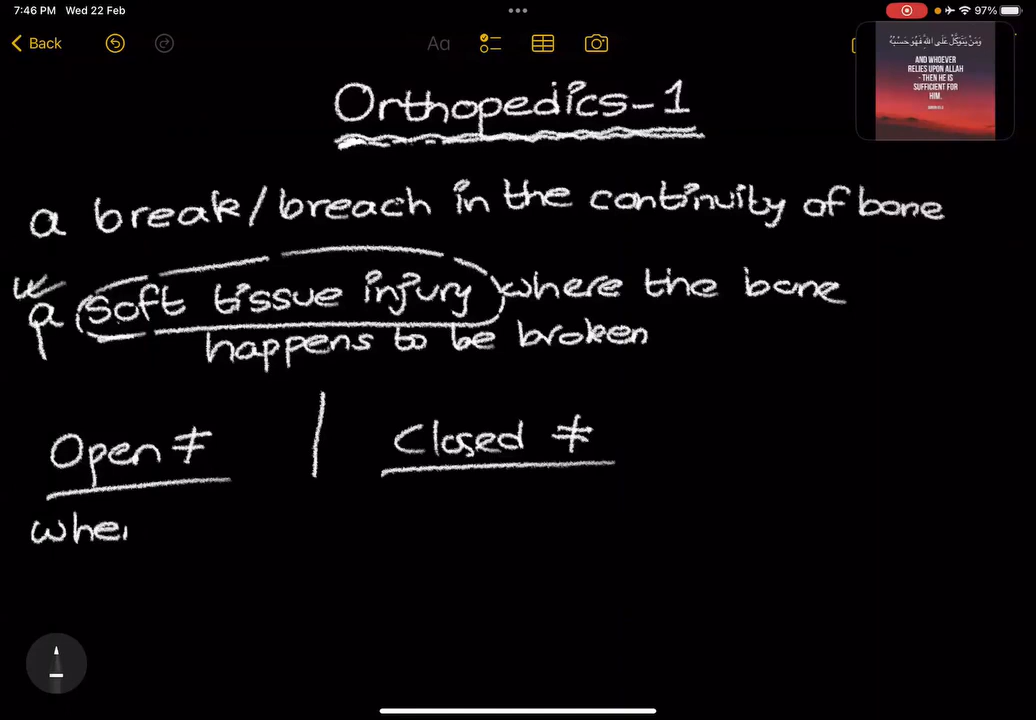 7:46 PM Wed 22 Feb
97%
Back
Aa
وَمَنْ يَتَوَكَّلْ عَلَى اللَّهِ فَهُوَ حَسْبُهُ
AND WHOEVER
RELIES UPON ALLAH
- THEN HE IS
SUFFICIENT FOR
HIM.
Orthopedics-1
a break/breach in the continuity of bone
a soft tissue injury where the bone
happens to be broken
Open ≠ | Closed ≠
when